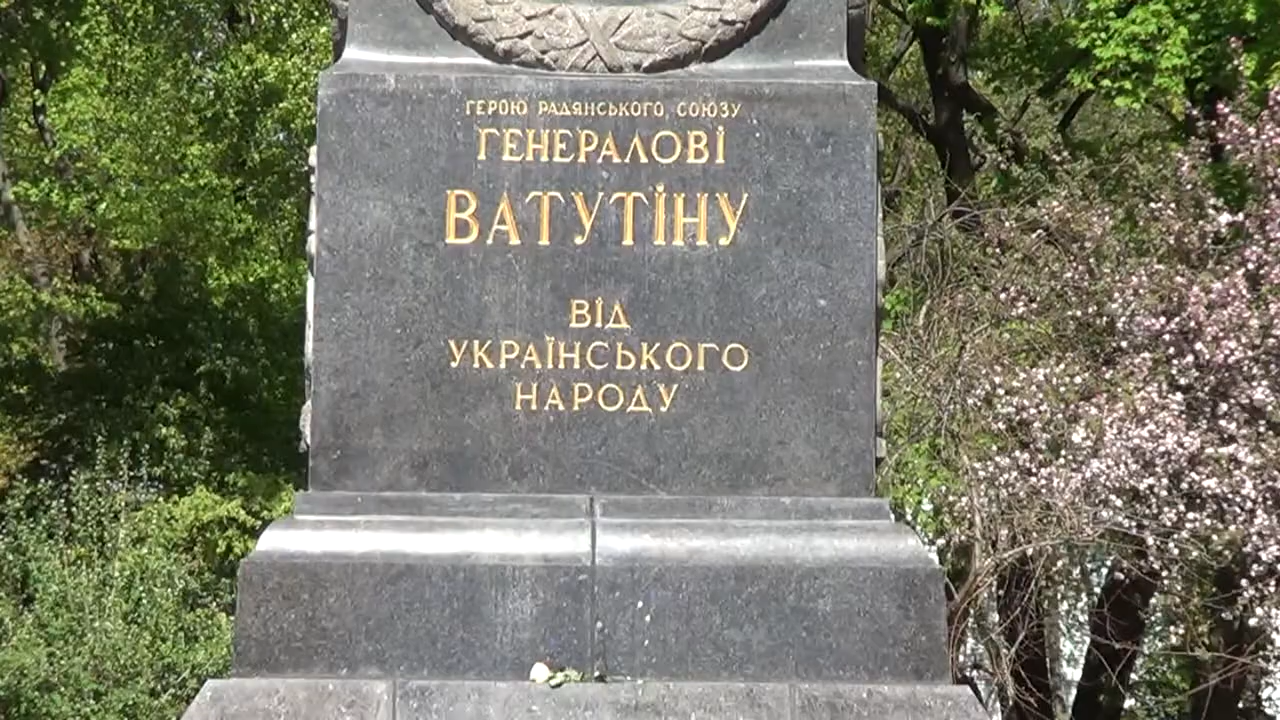 ГЕРОЮ РАДЯНСЬКОГО СОЮЗУ
ГЕНЕРАЛОВІ
ВАТУТІНУ
ВІД
УКРАЇНСЬКОГО
НАРОДУ